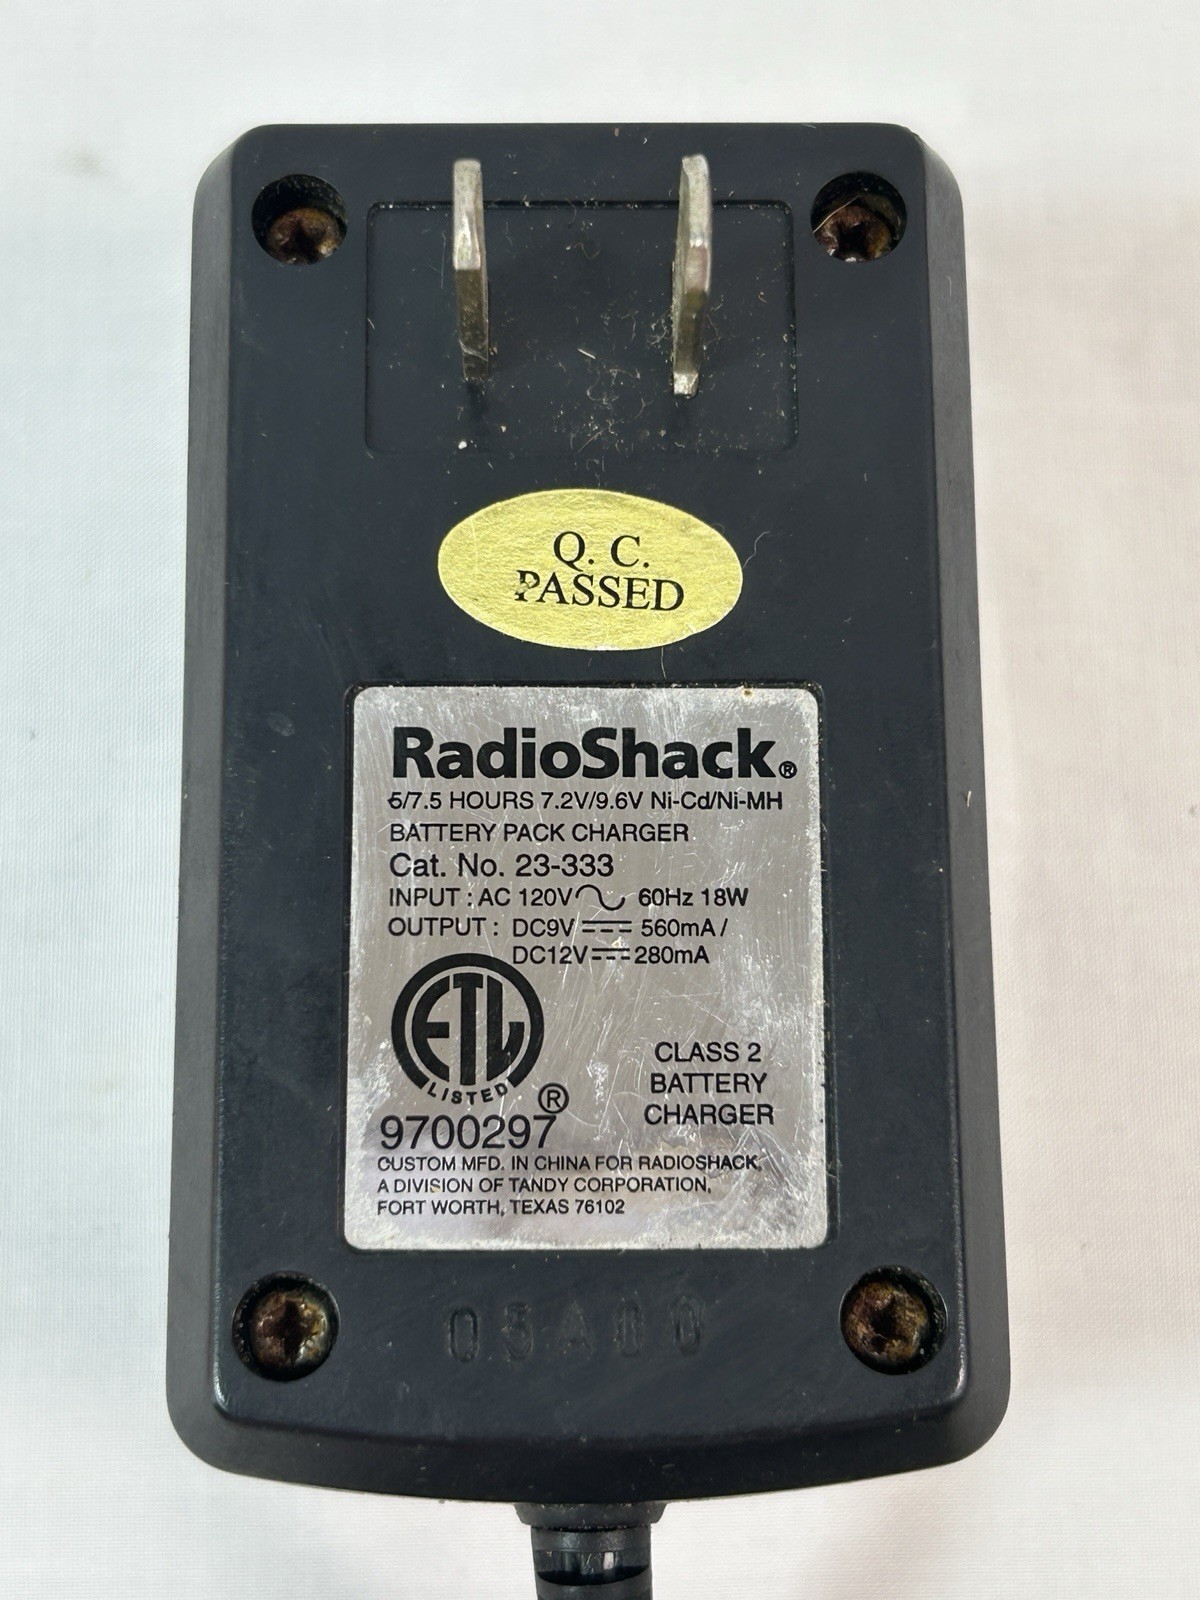 Q. C.
PASSED
RadioShack®
5/7.5 HOURS 7.2V/9.6V Ni-Cd/Ni-MH
BATTERY PACK CHARGER
Cat. No. 23-333
INPUT : AC 120V 60Hz 18W
OUTPUT : DC9V 560mA /
DC12V 280mA
ETL
LISTED
®
9700297
CLASS 2
BATTERY
CHARGER
CUSTOM MFD. IN CHINA FOR RADIOSHACK,
A DIVISION OF TANDY CORPORATION,
FORT WORTH, TEXAS 76102